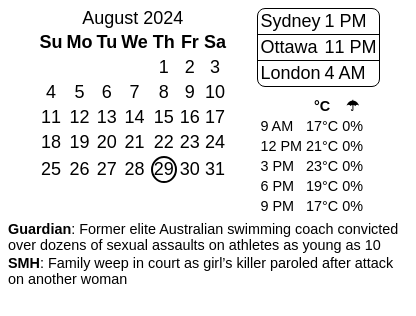 August 2024
Su Mo Tu We Th Fr Sa
1 2 3
4 5 6 7 8 9 10
11 12 13 14 15 16 17
18 19 20 21 22 23 24
25 26 27 28 29 30 31
Sydney 1 PM
Ottawa 11 PM
London 4 AM
°C ☂
9 AM 17°C 0%
12 PM 21°C 0%
3 PM 23°C 0%
6 PM 19°C 0%
9 PM 17°C 0%
Guardian: Former elite Australian swimming coach convicted
over dozens of sexual assaults on athletes as young as 10
SMH: Family weep in court as girl's killer paroled after attack
on another woman